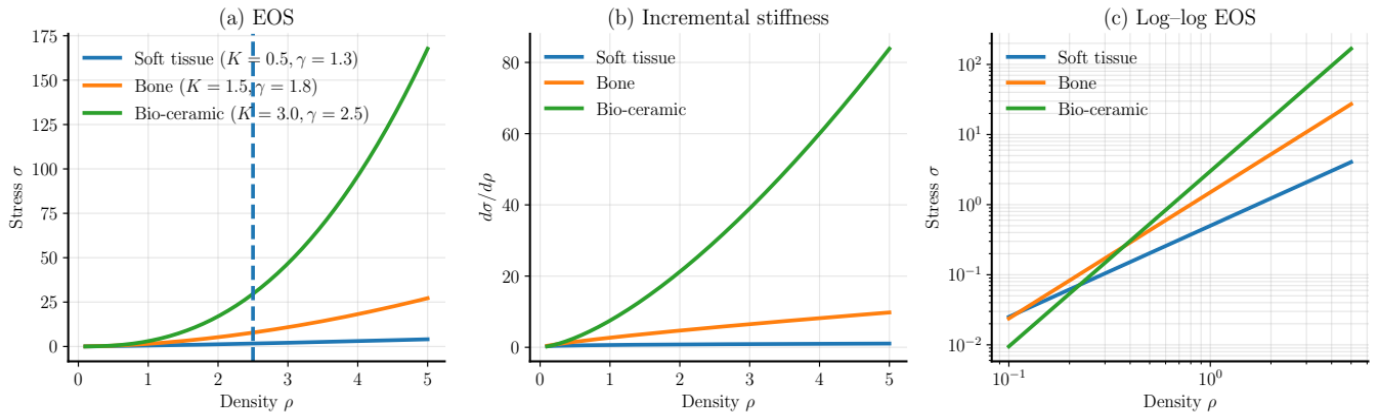 (a) EOS
175
150
125
100
75
50
25
0
Stress σ
Soft tissue (K = 0.5, γ = 1.3)
Bone (K = 1.5, γ = 1.8)
Bio-ceramic (K = 3.0, γ = 2.5)
0 1 2 3 4 5
Density ρ
(b) Incremental stiffness
80
60
40
20
0
dσ/dρ
Soft tissue
Bone
Bio-ceramic
0 1 2 3 4 5
Density ρ
(c) Log–log EOS
10²
10¹
10⁰
10⁻¹
10⁻²
Stress σ
Soft tissue
Bone
Bio-ceramic
10⁻¹ 10⁰
Density ρ